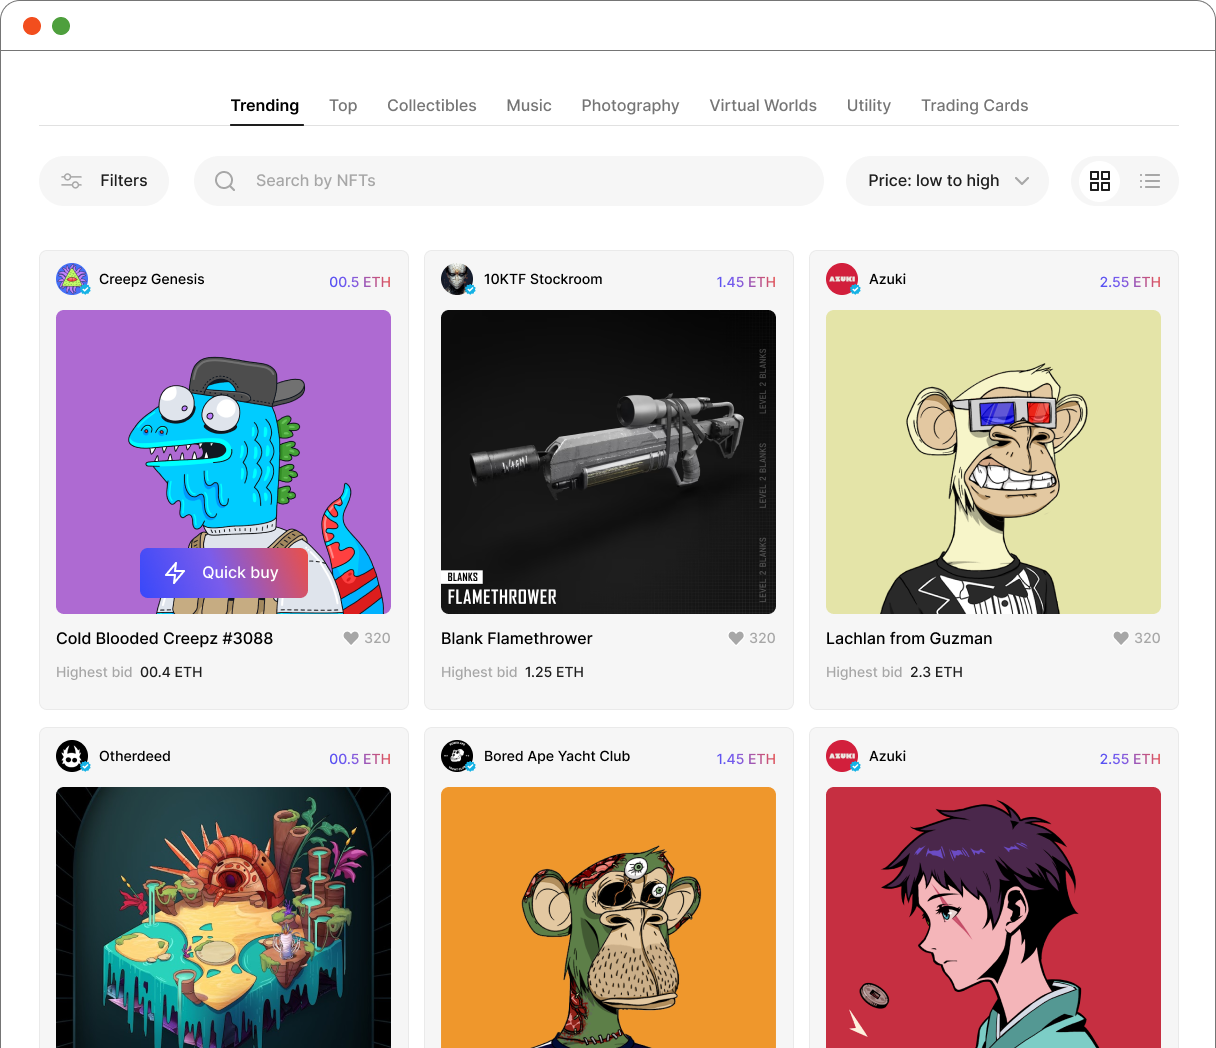 Trending Top Collectibles Music Photography Virtual Worlds Utility Trading Cards
Filters
Search by NFTs
Price: low to high
Creepz Genesis
00.5 ETH
Quick buy
Cold Blooded Creepz #3088
320
Highest bid 00.4 ETH
10KTF Stockroom
1.45 ETH
WARM!
LEVEL 2 BLANKS
LEVEL 2 BLANKS
LEVEL 2 BLANKS
BLANKS
FLAMETHROWER
Blank Flamethrower
320
Highest bid 1.25 ETH
AZUKI
Azuki
2.55 ETH
Lachlan from Guzman
320
Highest bid 2.3 ETH
Otherdeed
00.5 ETH
Bored Ape Yacht Club
1.45 ETH
AZUKI
Azuki
2.55 ETH